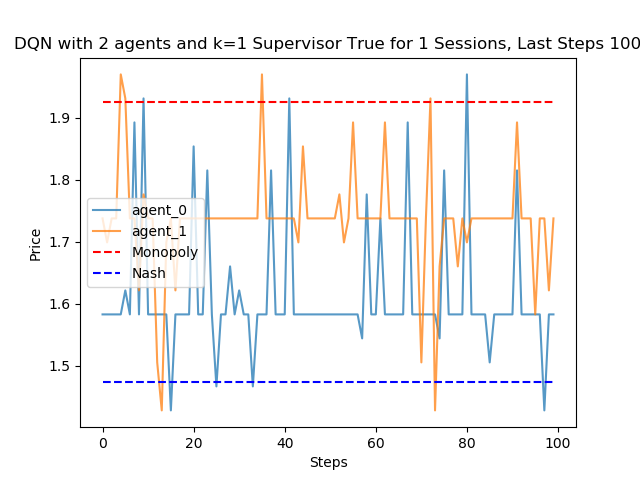 DQN with 2 agents and k=1 Supervisor True for 1 Sessions, Last Steps 100
Price
1.9
1.8
1.7
1.6
1.5
agent_0
agent_1
Monopoly
Nash
0 20 40 60 80 100
Steps